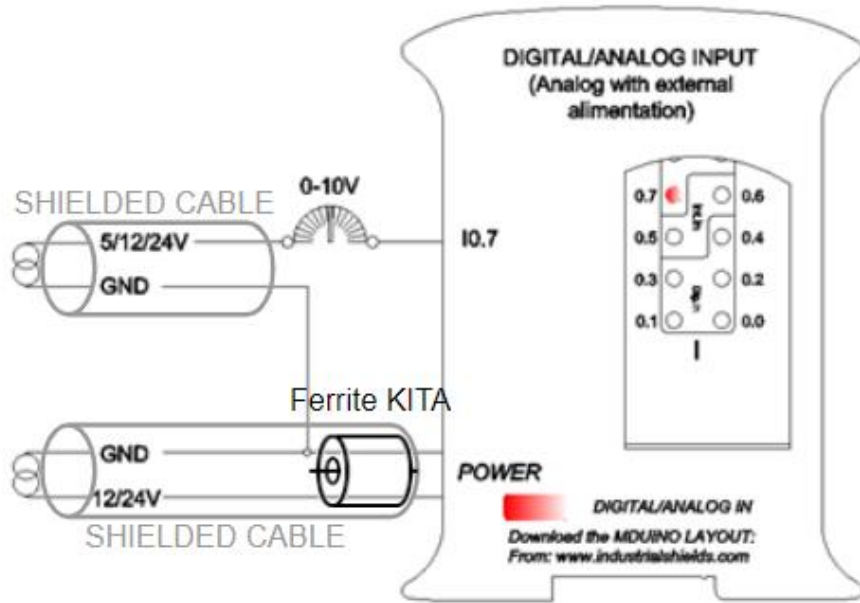 DIGITAL/ANALOG INPUT
(Analog with external
alimentation)
SHIELDED CABLE
0-10V
5/12/24V
GND
I0.7
0.7
0.6
0.5
0.4
0.3
0.2
0.1
0.0
I
Ferrite KITA
GND
12/24V
SHIELDED CABLE
POWER
DIGITAL/ANALOG IN
Download the MDUINO LAYOUT:
From: www.industrialshields.com